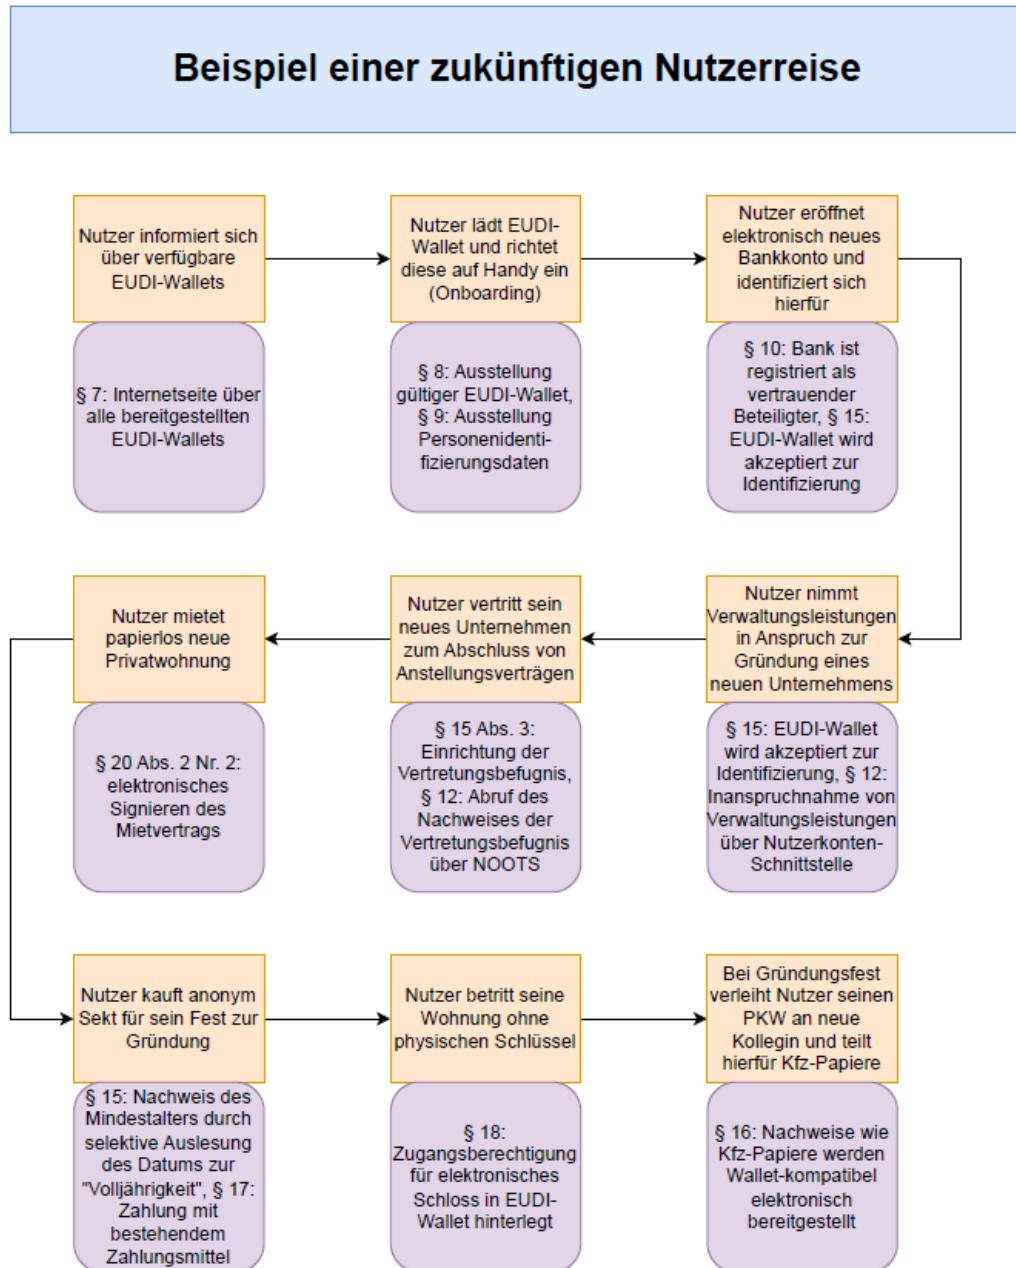 Beispiel einer zukünftigen Nutzerreise
Nutzer informiert sich
über verfügbare
EUDI-Wallets
§ 7: Internetseite über
alle bereitgestellten
EUDI-Wallets
Nutzer lädt EUDI-
Wallet und richtet
diese auf Handy ein
(Onboarding)
§ 8: Ausstellung
gültiger EUDI-Wallet,
§ 9: Ausstellung
Personenidenti-
fizierungsdaten
Nutzer eröffnet
elektronisch neues
Bankkonto und
identifiziert sich
hierfür
§ 10: Bank ist
registriert als
vertrauender
Beteiligter, § 15:
EUDI-Wallet wird
akzeptiert zur
Identifizierung
Nutzer nimmt
Verwaltungsleistungen
in Anspruch zur
Gründung eines
neuen Unternehmens
§ 15: EUDI-Wallet
wird akzeptiert zur
Identifizierung, § 12:
Inanspruchnahme von
Verwaltungsleistungen
über Nutzerkonten-
Schnittstelle
Nutzer vertritt sein
neues Unternehmen
zum Abschluss von
Anstellungsverträgen
§ 15 Abs. 3:
Einrichtung der
Vertretungsbefugnis,
§ 12: Abruf des
Nachweises der
Vertretungsbefugnis
über NOOTS
Nutzer mietet
papierlos neue
Privatwohnung
§ 20 Abs. 2 Nr. 2:
elektronisches
Signieren des
Mietvertrags
Nutzer kauft anonym
Sekt für sein Fest zur
Gründung
§ 15: Nachweis des
Mindestalters durch
selektive Auslesung
des Datums zur
"Volljährigkeit", § 17:
Zahlung mit
bestehendem
Zahlungsmittel
Nutzer betritt seine
Wohnung ohne
physischen Schlüssel
§ 18:
Zugangsberechtigung
für elektronisches
Schloss in EUDI-
Wallet hinterlegt
Bei Gründungsfest
verleiht Nutzer seinen
PKW an neue
Kollegin und teilt
hierfür Kfz-Papiere
§ 16: Nachweise wie
Kfz-Papiere werden
Wallet-kompatibel
elektronisch
bereitgestellt